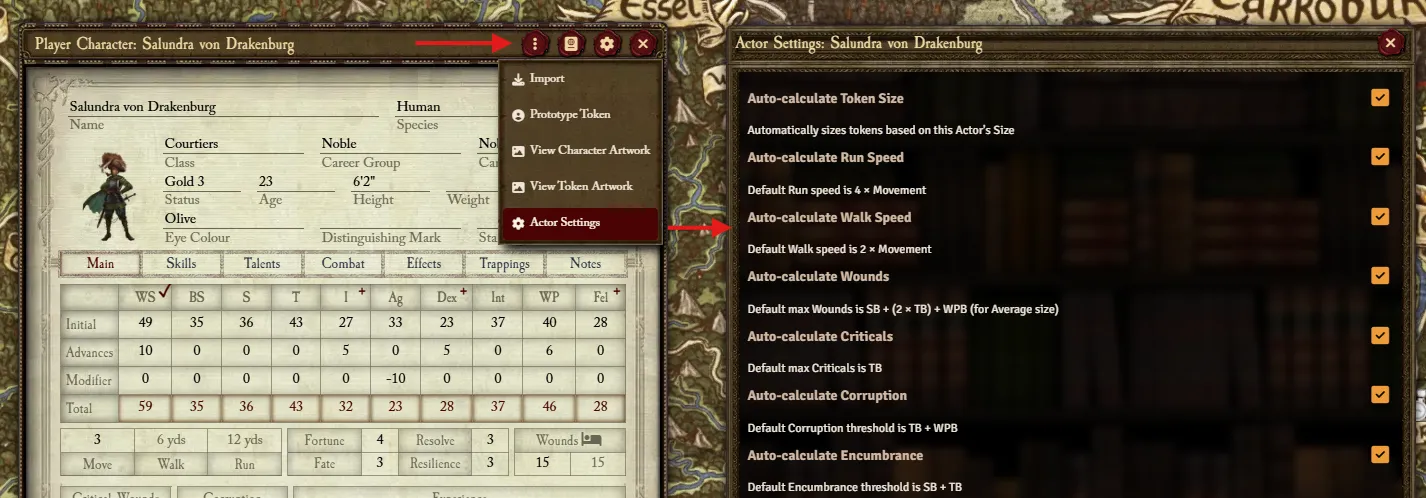 Essel
CARROBUR
Player Character: Salundra von Drakenburg
Import
Prototype Token
View Character Artwork
View Token Artwork
Actor Settings
Salundra von Drakenburg
Human
Name
Species
Courtiers
Noble
Class
Career Group
Gold 3
23
6'2"
Status
Age
Height
Weight
Olive
Eye Colour
Distinguishing Mark
Main
Skills
Talents
Combat
Effects
Trappings
Notes
WS BS S T I + Ag Dex + Int WP Fel +
Initial 49 35 36 43 27 33 23 37 40 28
Advances 10 0 0 0 5 0 5 0 6 0
Modifier 0 0 0 0 0 -10 0 0 0 0
Total 59 35 36 43 32 23 28 37 46 28
3 6 yds 12 yds
Move Walk Run
Fortune 4 Resolve 3
Fate 3 Resilience 3
Wounds
15 15
Critical Wounds
Corruption
Experience
Actor Settings: Salundra von Drakenburg
Auto-calculate Token Size
Automatically sizes tokens based on this Actor's Size
Auto-calculate Run Speed
Default Run speed is 4 × Movement
Auto-calculate Walk Speed
Default Walk speed is 2 × Movement
Auto-calculate Wounds
Default max Wounds is SB + (2 × TB) + WPB (for Average size)
Auto-calculate Criticals
Default max Criticals is TB
Auto-calculate Corruption
Default Corruption threshold is TB + WPB
Auto-calculate Encumbrance
Default Encumbrance threshold is SB + TB